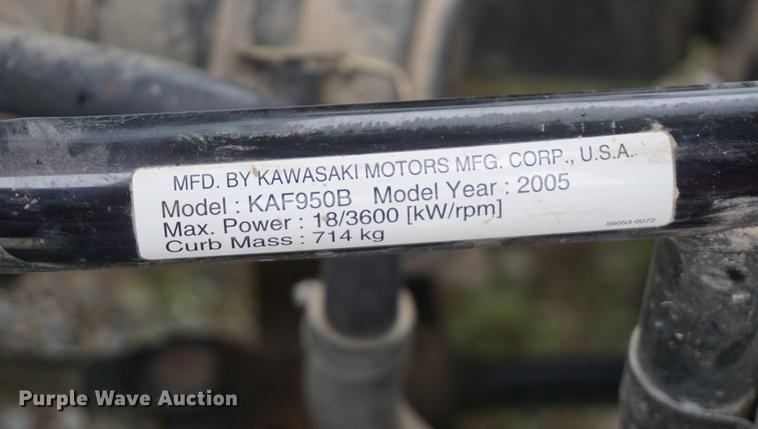 MFD. BY KAWASAKI MOTORS MFG. CORP., U.S.A.
Model : KAF950B Model Year : 2005
Max. Power : 18/3600 [kW/rpm]
Curb Mass : 714 kg
56053-0072
Purple Wave Auction